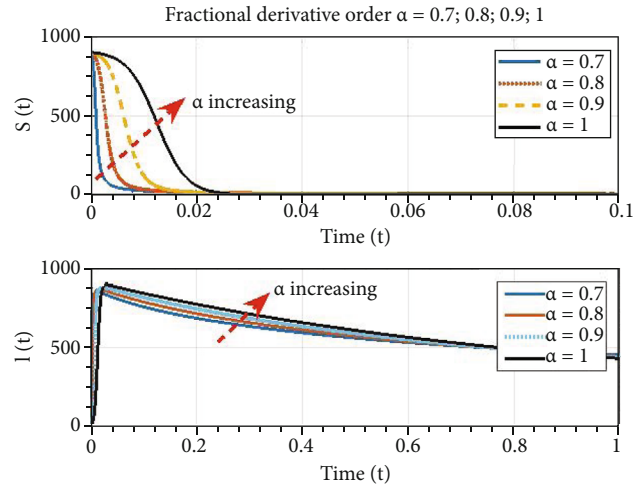 Fractional derivative order α = 0.7; 0.8; 0.9; 1
1000
500
0
S (t)
α increasing
α = 0.7
α = 0.8
α = 0.9
α = 1
0 0.02 0.04 0.06 0.08 0.1
Time (t)
1000
500
0
I (t)
α increasing
α = 0.7
α = 0.8
α = 0.9
α = 1
0 0.2 0.4 0.6 0.8 1
Time (t)